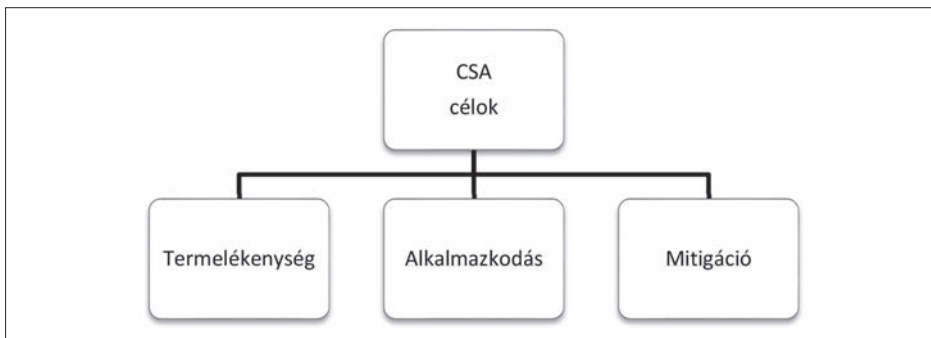 CSA
célok
Termelékenység
Alkalmazkodás
Mitigáció